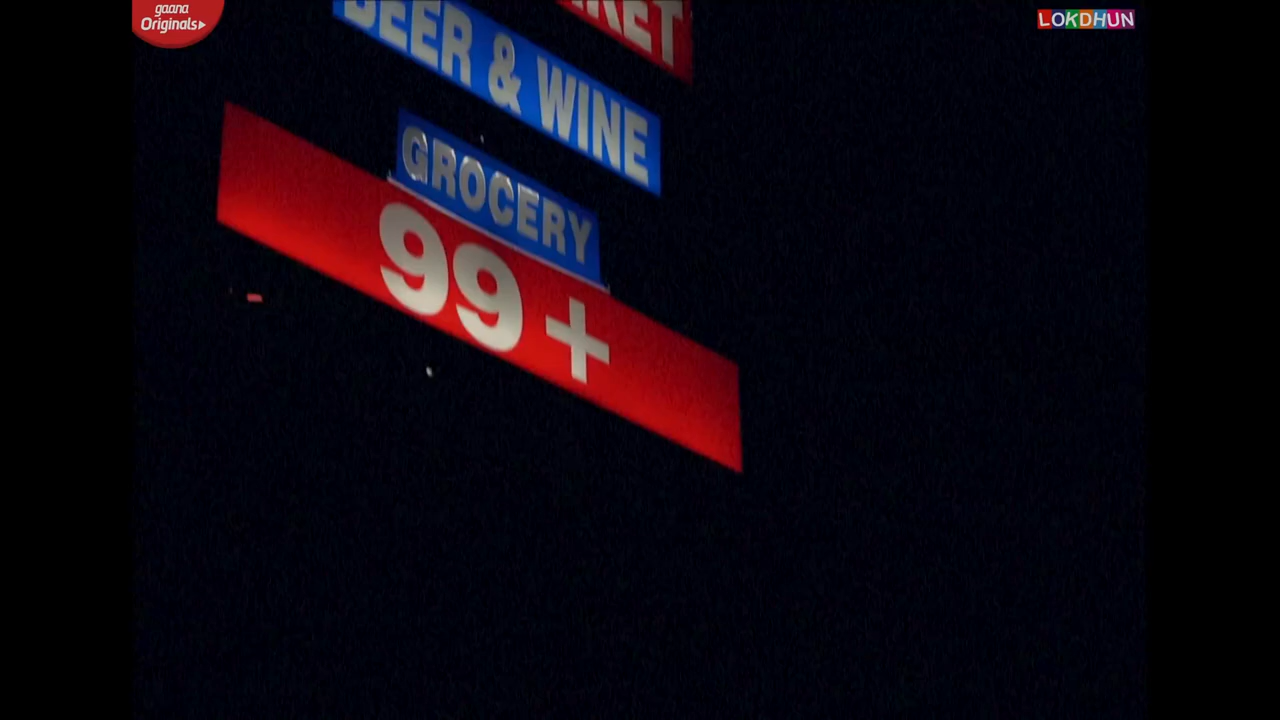 gaana
Originals
LOKDHUN
BEER & WINE
GROCERY
99 +